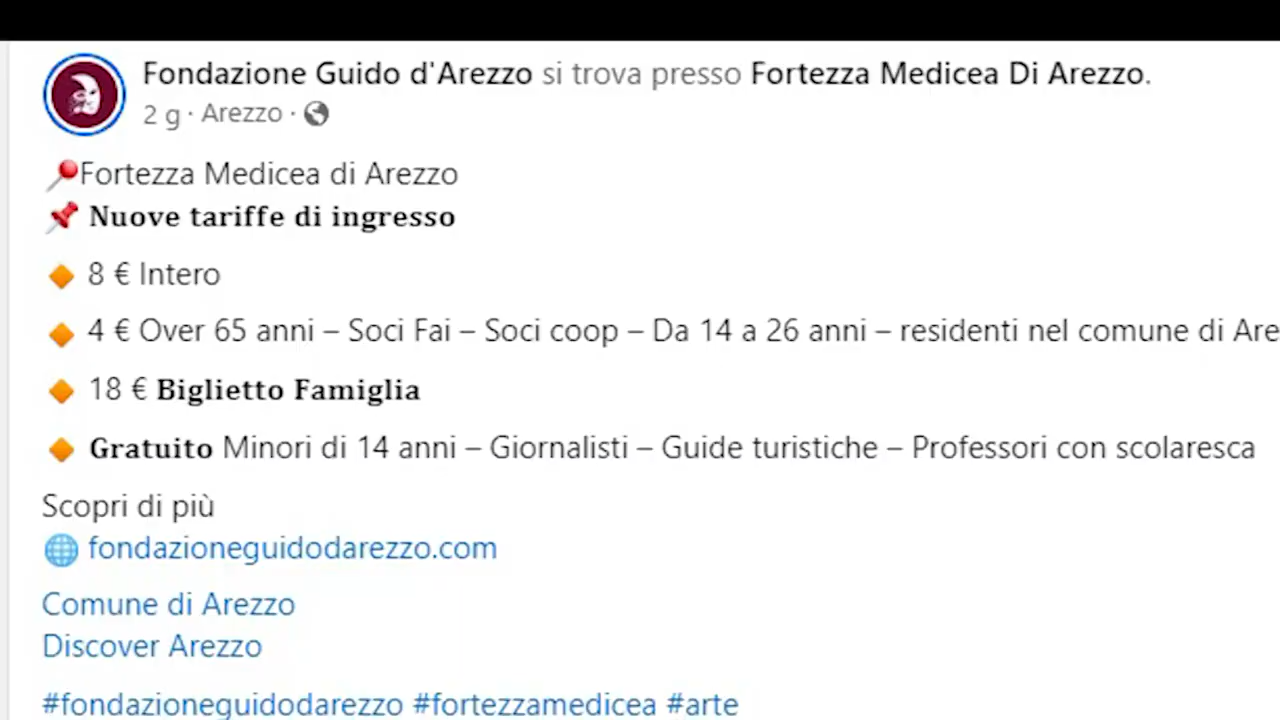 Fondazione Guido d'Arezzo si trova presso Fortezza Medicea Di Arezzo.
2 g · Arezzo ·
Fortezza Medicea di Arezzo
Nuove tariffe di ingresso
8 € Intero
4 € Over 65 anni – Soci Fai – Soci coop – Da 14 a 26 anni – residenti nel comune di Are
18 € Biglietto Famiglia
Gratuito Minori di 14 anni – Giornalisti – Guide turistiche – Professori con scolaresca
Scopri di più
fondazioneguidodarezzo.com
Comune di Arezzo
Discover Arezzo
#fondazioneguidodarezzo #fortezzamedicea #arte